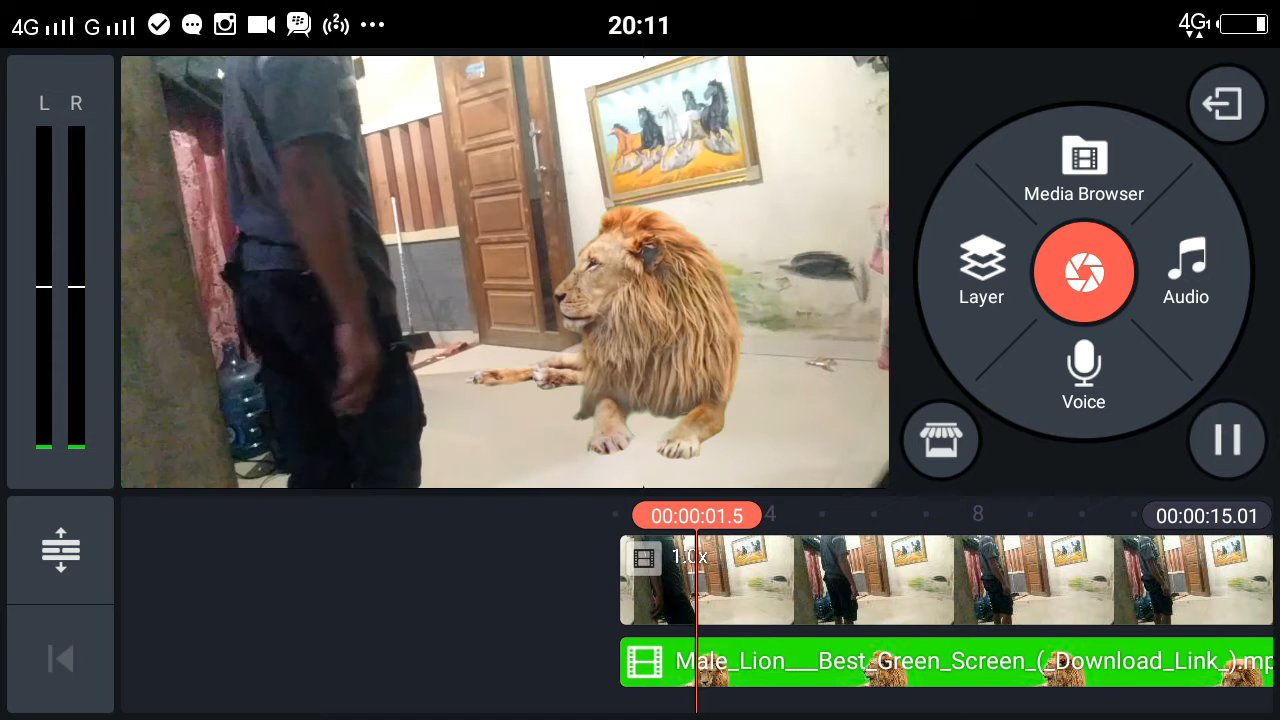 4G G 20:11 4G
L R
Media Browser
Layer
Audio
Voice
00:00:01.5 4 8 00:00:15.01
1.0x
Male_Lion___Best_Green_Screen_(_Download_Link_).mp